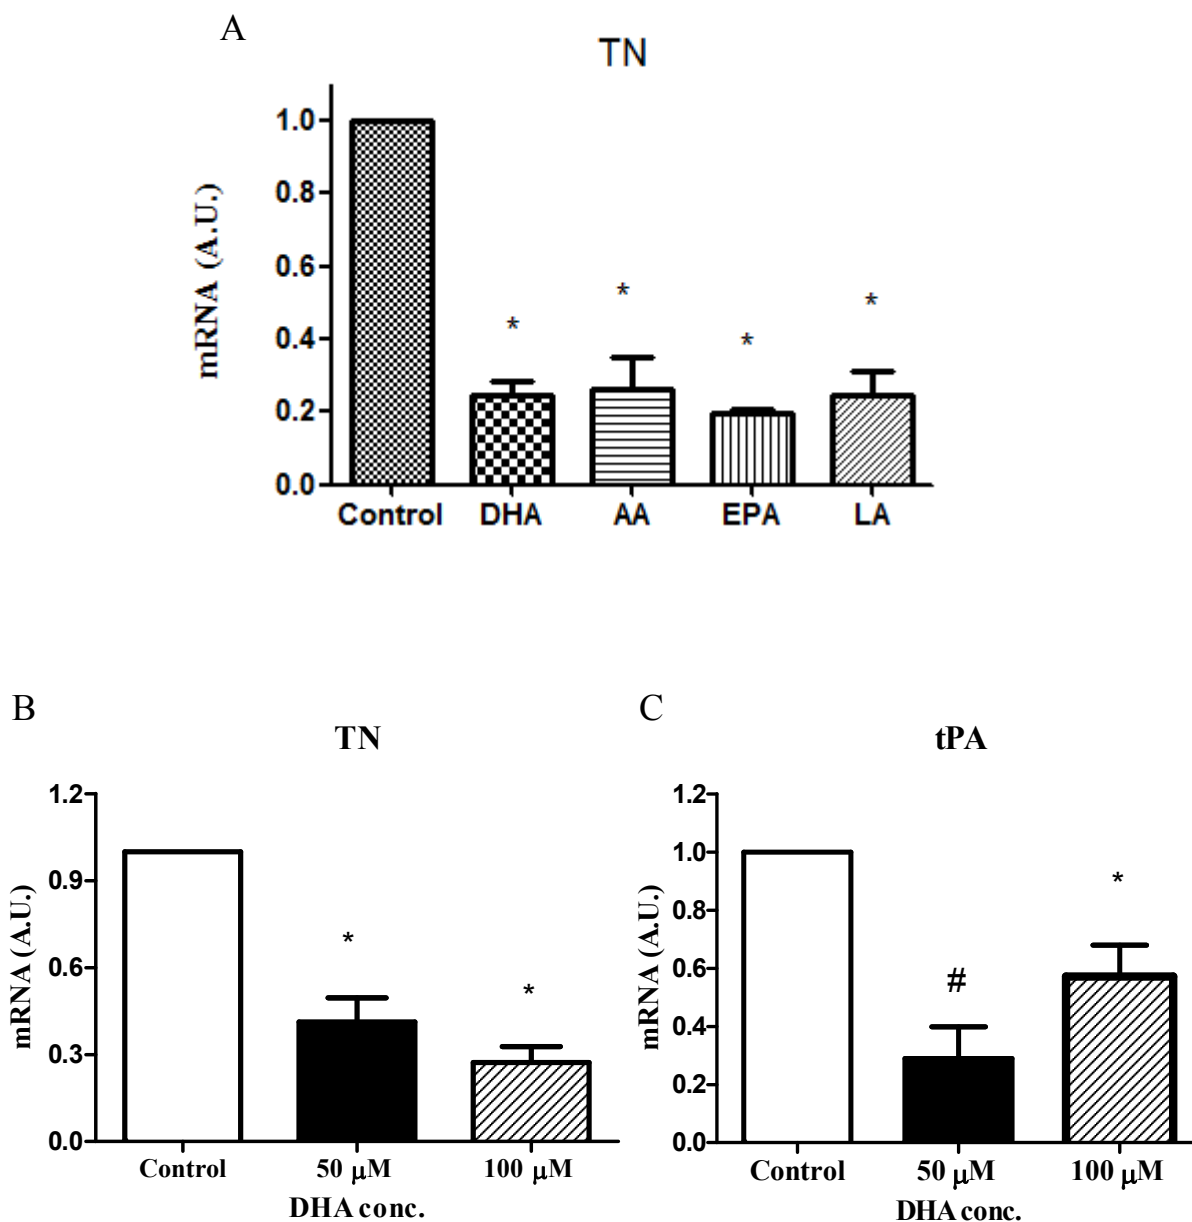 A
TN
mRNA (A.U.)
1.0
0.8
0.6
0.4
0.2
0.0
* * * *
Control DHA AA EPA LA
B
TN
mRNA (A.U.)
1.2
0.9
0.6
0.3
0.0
* *
Control 50 µM 100 µM
DHA conc.
C
tPA
mRNA (A.U.)
1.2
1.0
0.8
0.6
0.4
0.2
0.0
# *
Control 50 µM 100 µM
DHA conc.